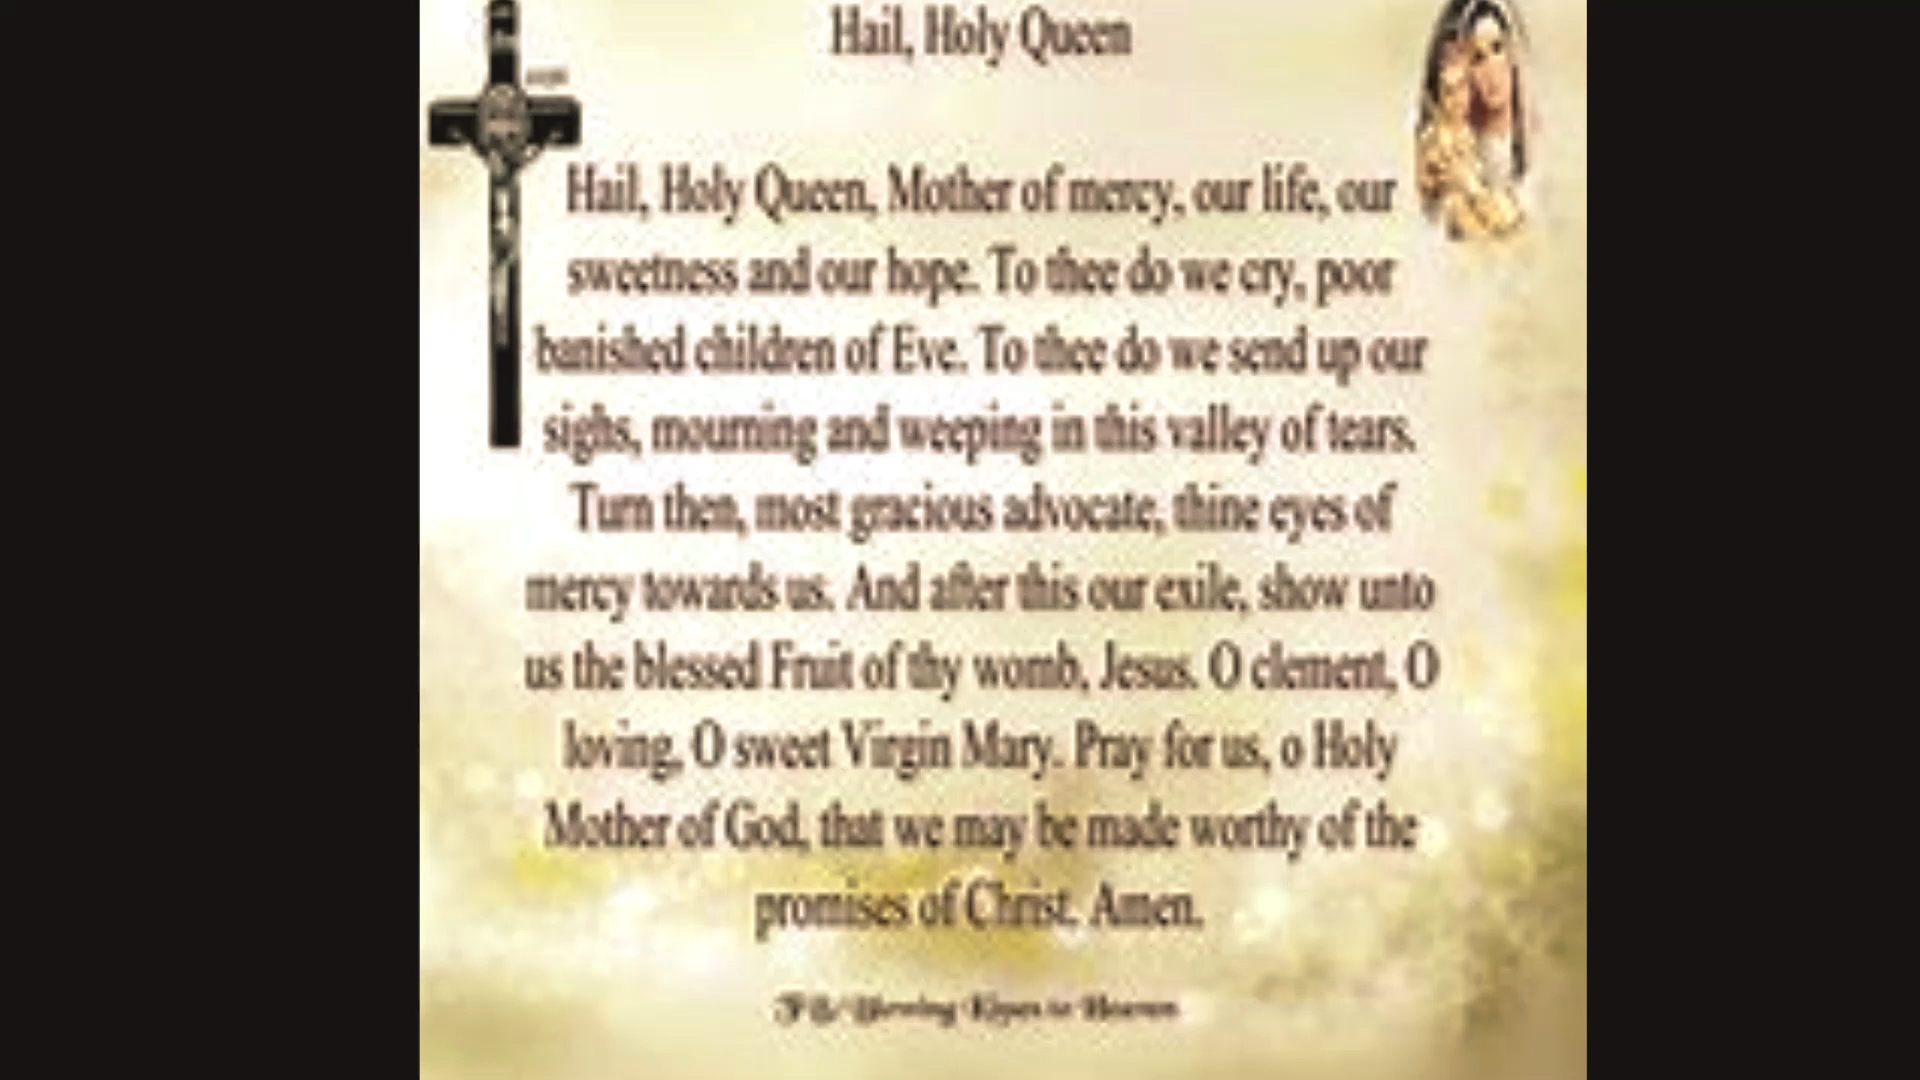 Hail, Holy Queen
Hail, Holy Queen, Mother of mercy, our life, our
sweetness and our hope. To thee do we cry, poor
banished children of Eve. To thee do we send up our
sighs, mourning and weeping in this valley of tears.
Turn then, most gracious advocate, thine eyes of
mercy towards us. And after this our exile, show unto
us the blessed Fruit of thy womb, Jesus. O clement, O
loving, O sweet Virgin Mary. Pray for us, o Holy
Mother of God, that we may be made worthy of the
promises of Christ. Amen.
to Heaven